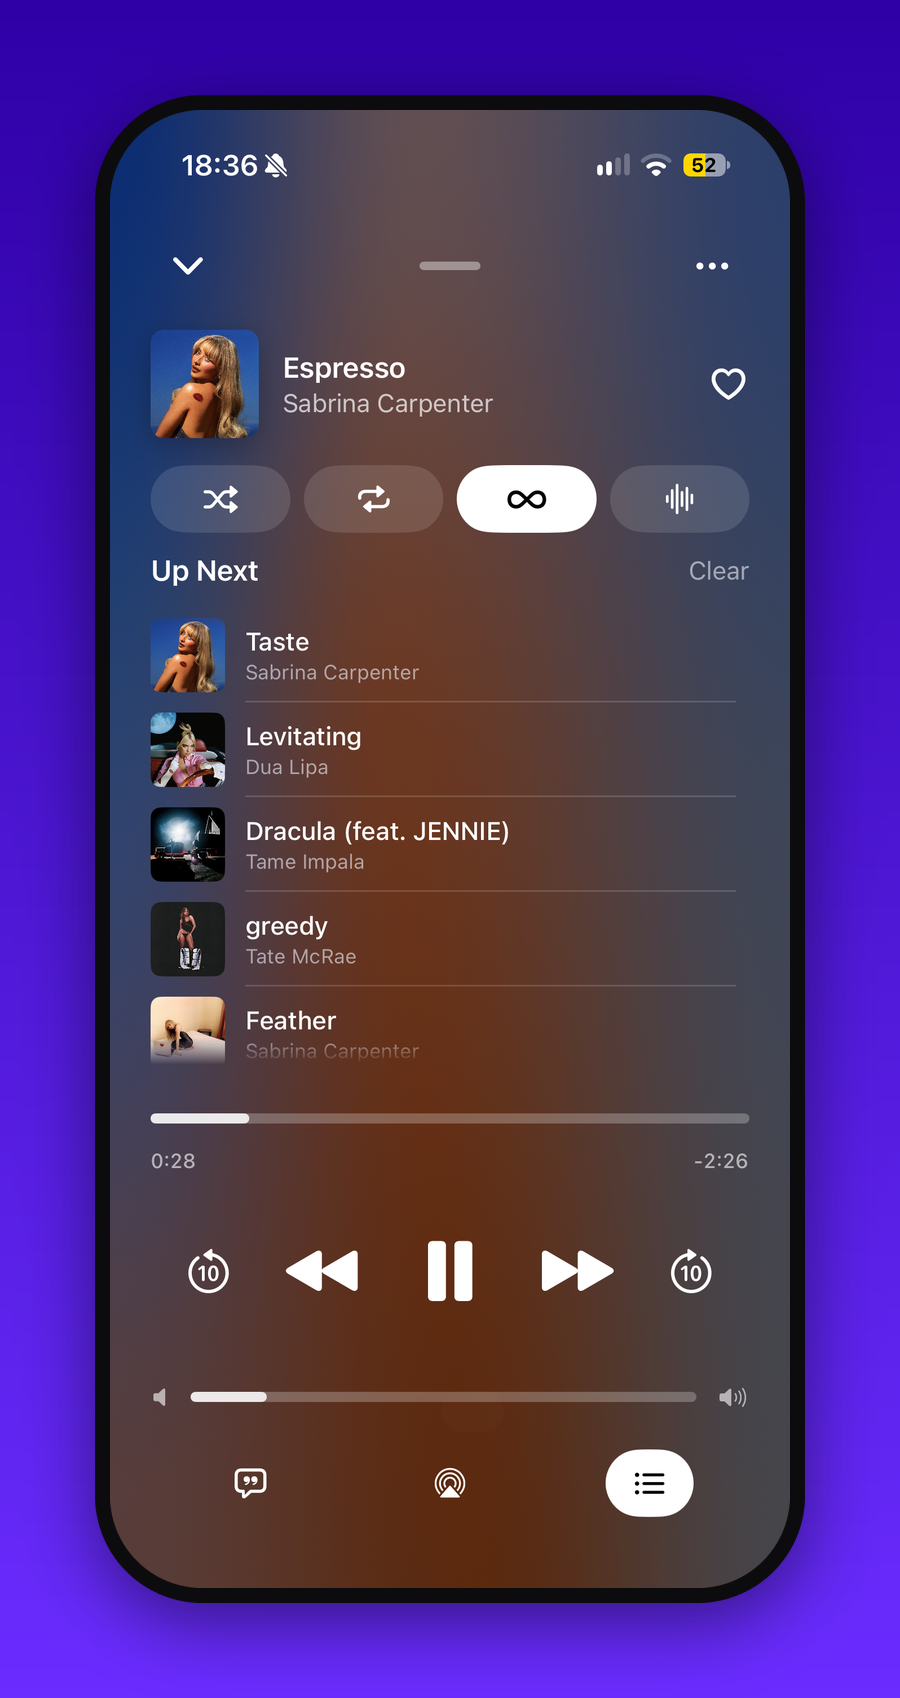 18:36
52
Espresso
Sabrina Carpenter
Up Next
Clear
Taste
Sabrina Carpenter
Levitating
Dua Lipa
Dracula (feat. JENNIE)
Tame Impala
greedy
Tate McRae
Feather
Sabrina Carpenter
0:28
-2:26
10
10